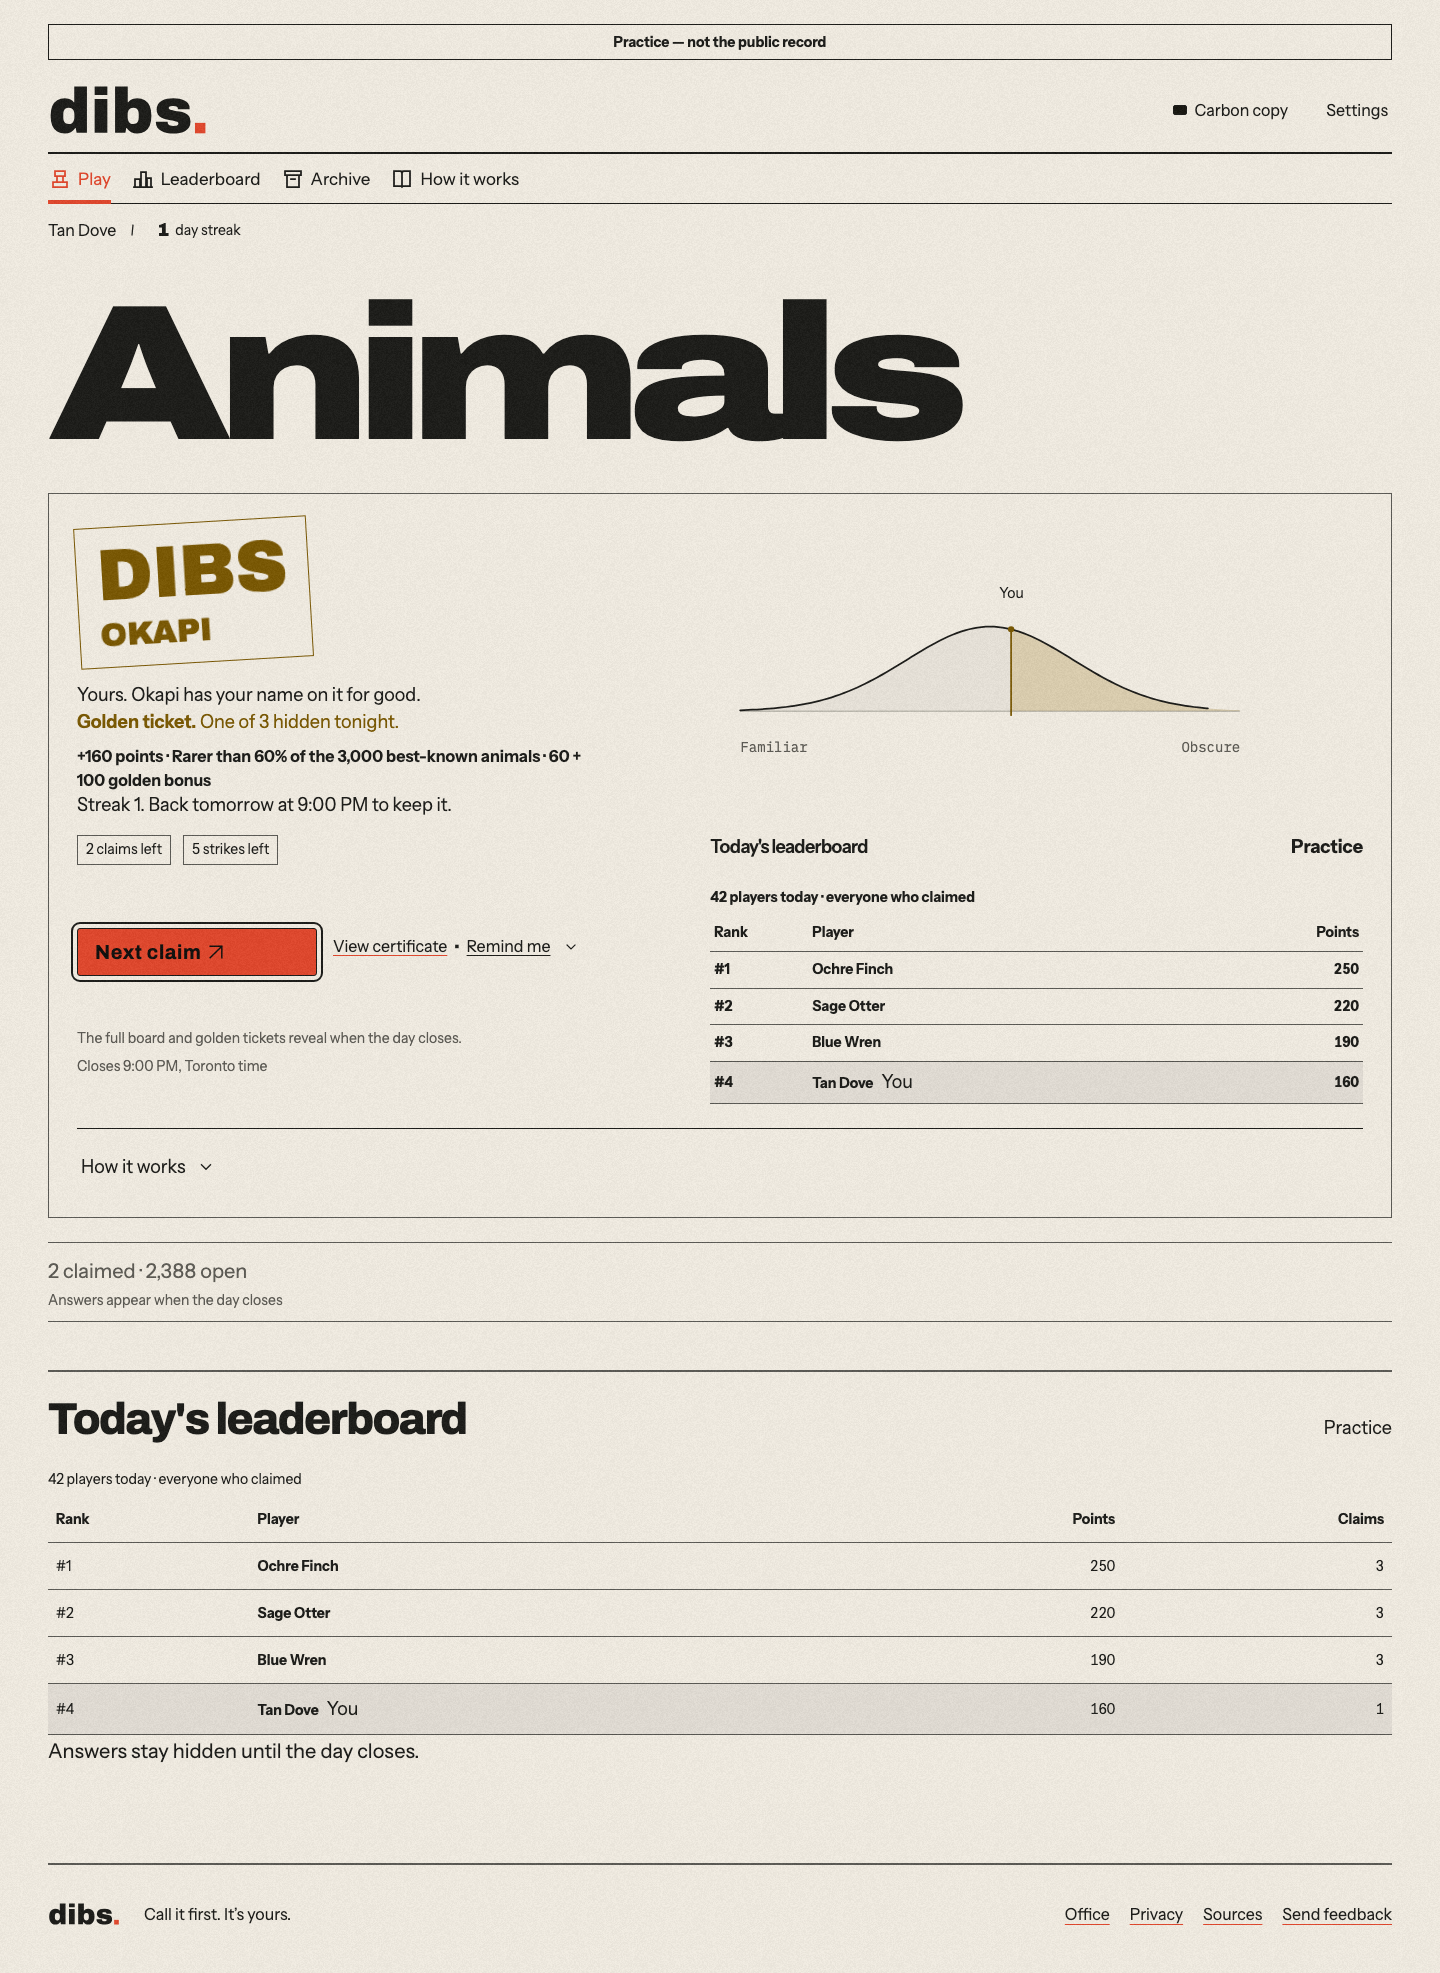 Practice — not the public record
dibs.
Carbon copy
Settings
Play
Leaderboard
Archive
How it works
Tan Dove / 1 day streak
Animals
DIBS
OKAPI
Yours. Okapi has your name on it for good.
Golden ticket. One of 3 hidden tonight.
+160 points · Rarer than 60% of the 3,000 best-known animals · 60 +
100 golden bonus
Streak 1. Back tomorrow at 9:00 PM to keep it.
2 claims left
5 strikes left
Next claim
View certificate • Remind me
The full board and golden tickets reveal when the day closes.
Closes 9:00 PM, Toronto time
You
Familiar
Obscure
Today's leaderboard
Practice
42 players today · everyone who claimed
Rank Player Points
#1 Ochre Finch 250
#2 Sage Otter 220
#3 Blue Wren 190
#4 Tan Dove You 160
How it works
2 claimed · 2,388 open
Answers appear when the day closes
Today's leaderboard
Practice
42 players today · everyone who claimed
Rank Player Points Claims
#1 Ochre Finch 250 3
#2 Sage Otter 220 3
#3 Blue Wren 190 3
#4 Tan Dove You 160 1
Answers stay hidden until the day closes.
dibs. Call it first. It's yours.
Office Privacy Sources Send feedback